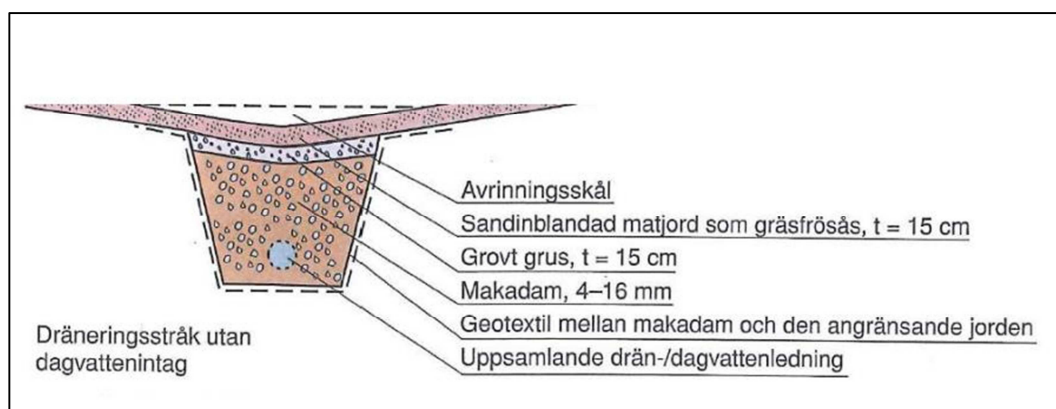 Avrinningsskål
Sandinblandad matjord som gräsfrösås, t = 15 cm
Grovt grus, t = 15 cm
Makadam, 4–16 mm
Geotextil mellan makadam och den angränsande jorden
Uppsamlande drän-/dagvattenledning
Dräneringsstråk utan
dagvattenintag